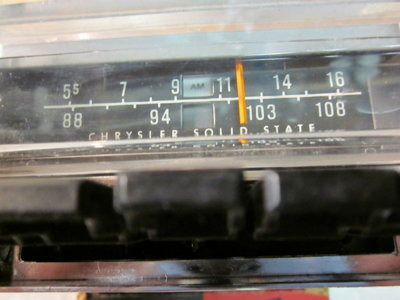 55 7 9 AM 11 14 16
88 94 103 108
CHRYSLER SOLID STATE